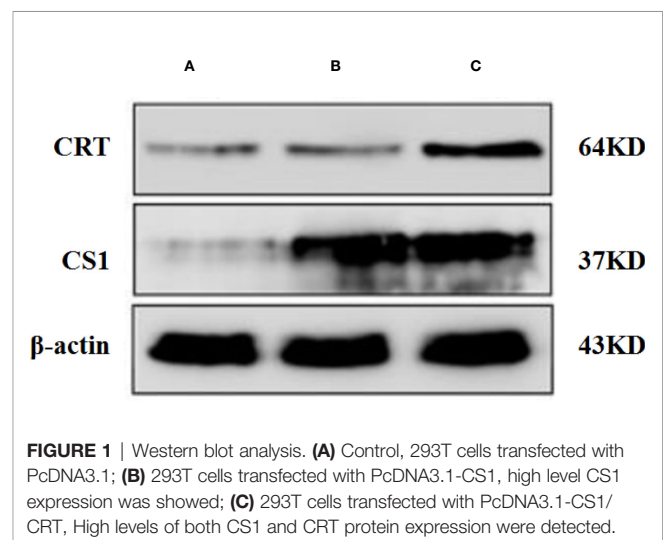 A B C
CRT 64KD
CS1 37KD
β-actin 43KD
FIGURE 1 | Western blot analysis. (A) Control, 293T cells transfected with
PcDNA3.1; (B) 293T cells transfected with PcDNA3.1-CS1, high level CS1
expression was showed; (C) 293T cells transfected with PcDNA3.1-CS1/
CRT, High levels of both CS1 and CRT protein expression were detected.